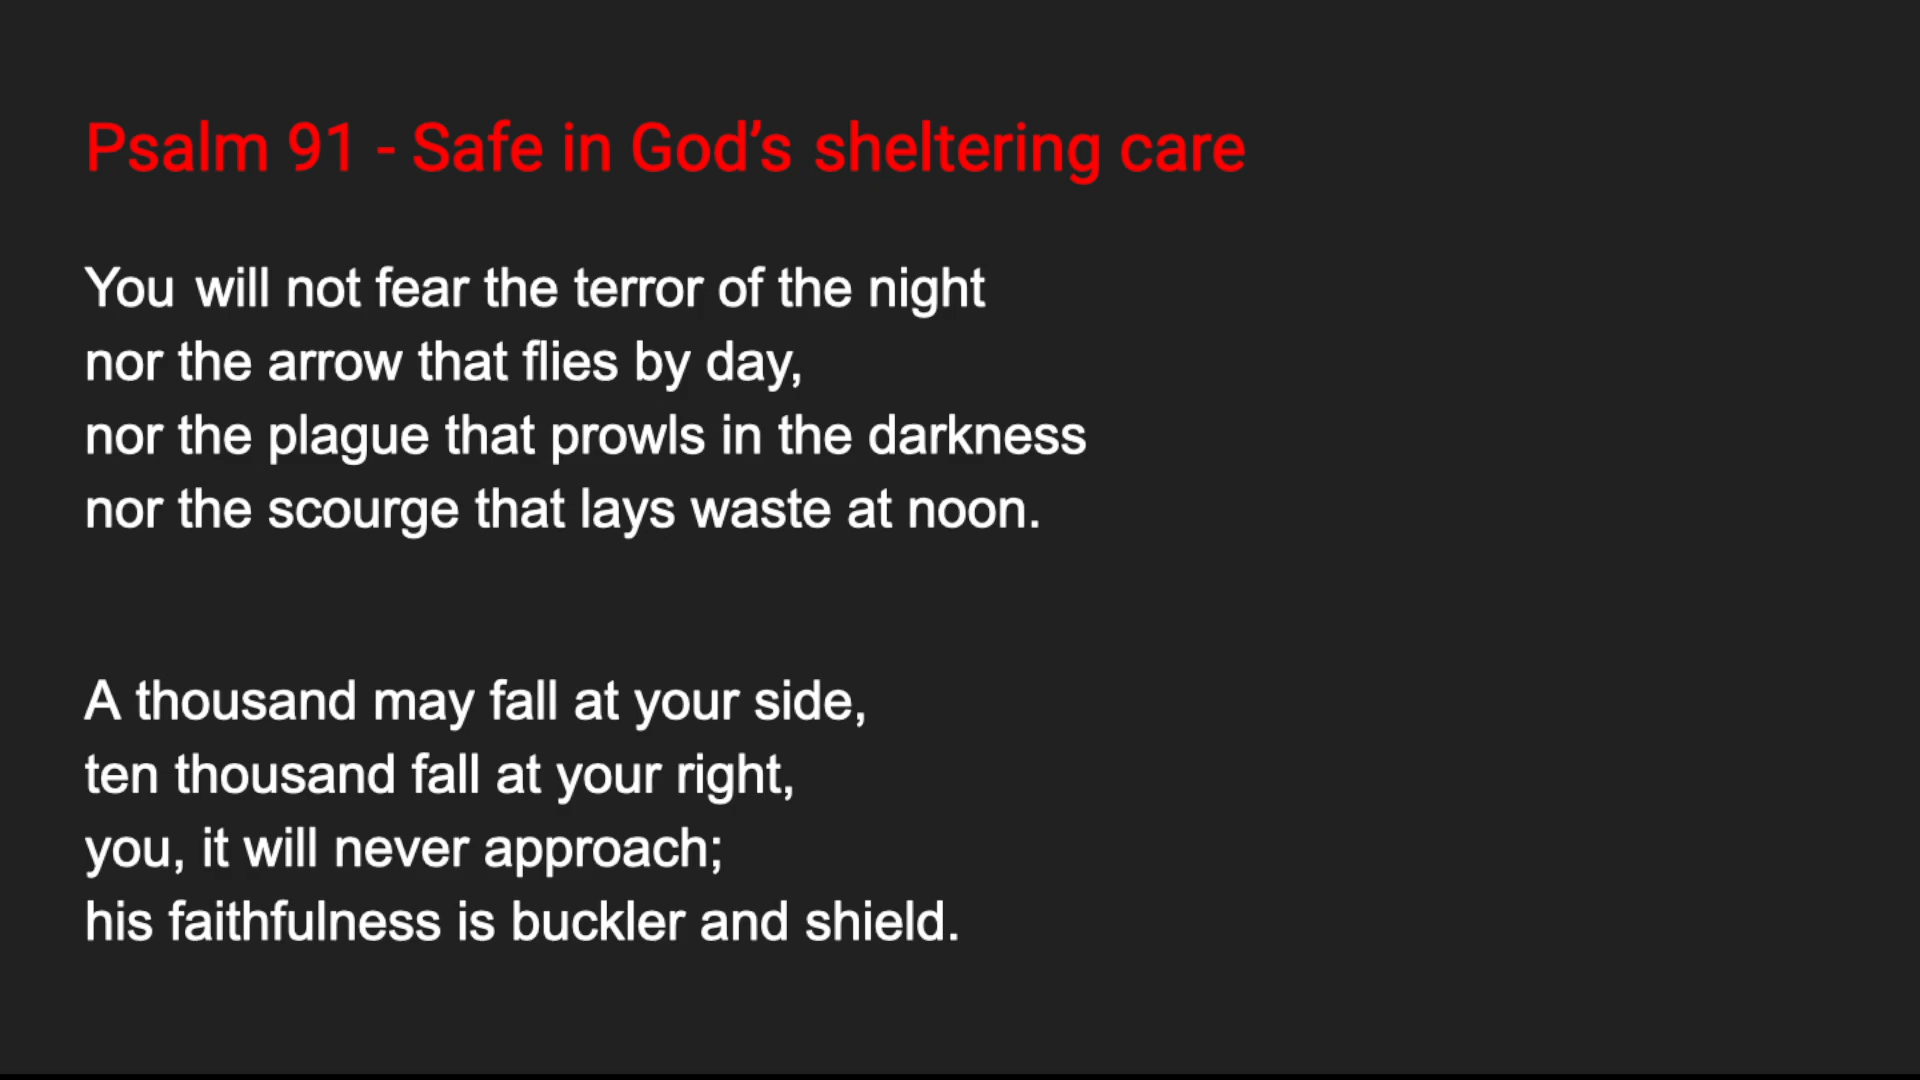 Psalm 91 - Safe in God’s sheltering care
You will not fear the terror of the night
nor the arrow that flies by day,
nor the plague that prowls in the darkness
nor the scourge that lays waste at noon.
A thousand may fall at your side,
ten thousand fall at your right,
you, it will never approach;
his faithfulness is buckler and shield.